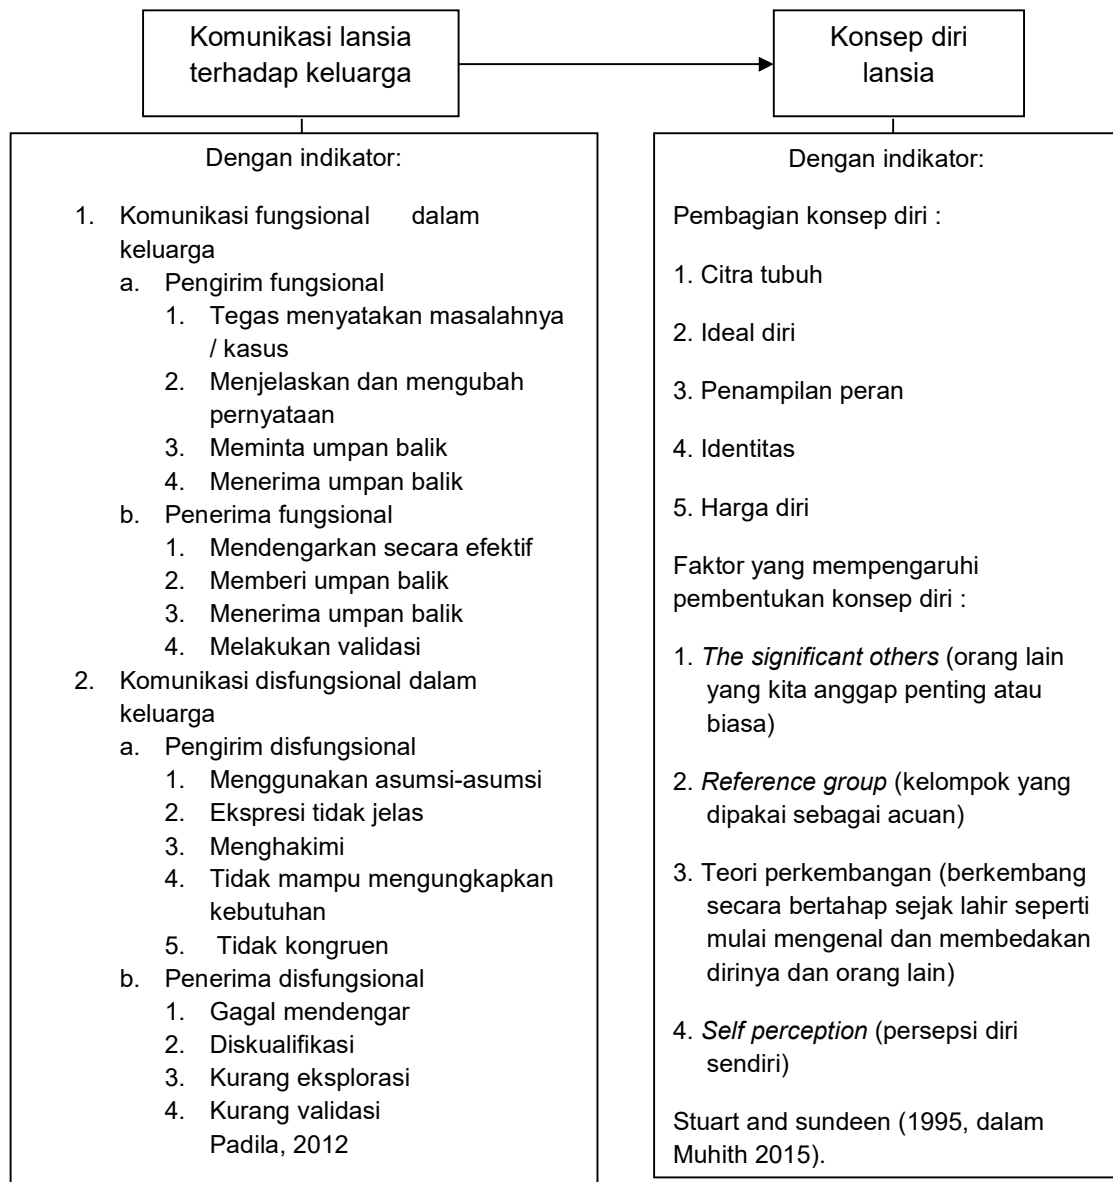 Komunikasi lansia
terhadap keluarga
Konsep diri
lansia
Dengan indikator:
1. Komunikasi fungsional dalam
keluarga
a. Pengirim fungsional
1. Tegas menyatakan masalahnya
/ kasus
2. Menjelaskan dan mengubah
pernyataan
3. Meminta umpan balik
4. Menerima umpan balik
b. Penerima fungsional
1. Mendengarkan secara efektif
2. Memberi umpan balik
3. Menerima umpan balik
4. Melakukan validasi
2. Komunikasi disfungsional dalam
keluarga
a. Pengirim disfungsional
1. Menggunakan asumsi-asumsi
2. Ekspresi tidak jelas
3. Menghakimi
4. Tidak mampu mengungkapkan
kebutuhan
5. Tidak kongruen
b. Penerima disfungsional
1. Gagal mendengar
2. Diskualifikasi
3. Kurang eksplorasi
4. Kurang validasi
Padila, 2012
Dengan indikator:
Pembagian konsep diri :
1. Citra tubuh
2. Ideal diri
3. Penampilan peran
4. Identitas
5. Harga diri
Faktor yang mempengaruhi
pembentukan konsep diri :
1. The significant others (orang lain
yang kita anggap penting atau
biasa)
2. Reference group (kelompok yang
dipakai sebagai acuan)
3. Teori perkembangan (berkembang
secara bertahap sejak lahir seperti
mulai mengenal dan membedakan
dirinya dan orang lain)
4. Self perception (persepsi diri
sendiri)
Stuart and sundeen (1995, dalam
Muhith 2015).